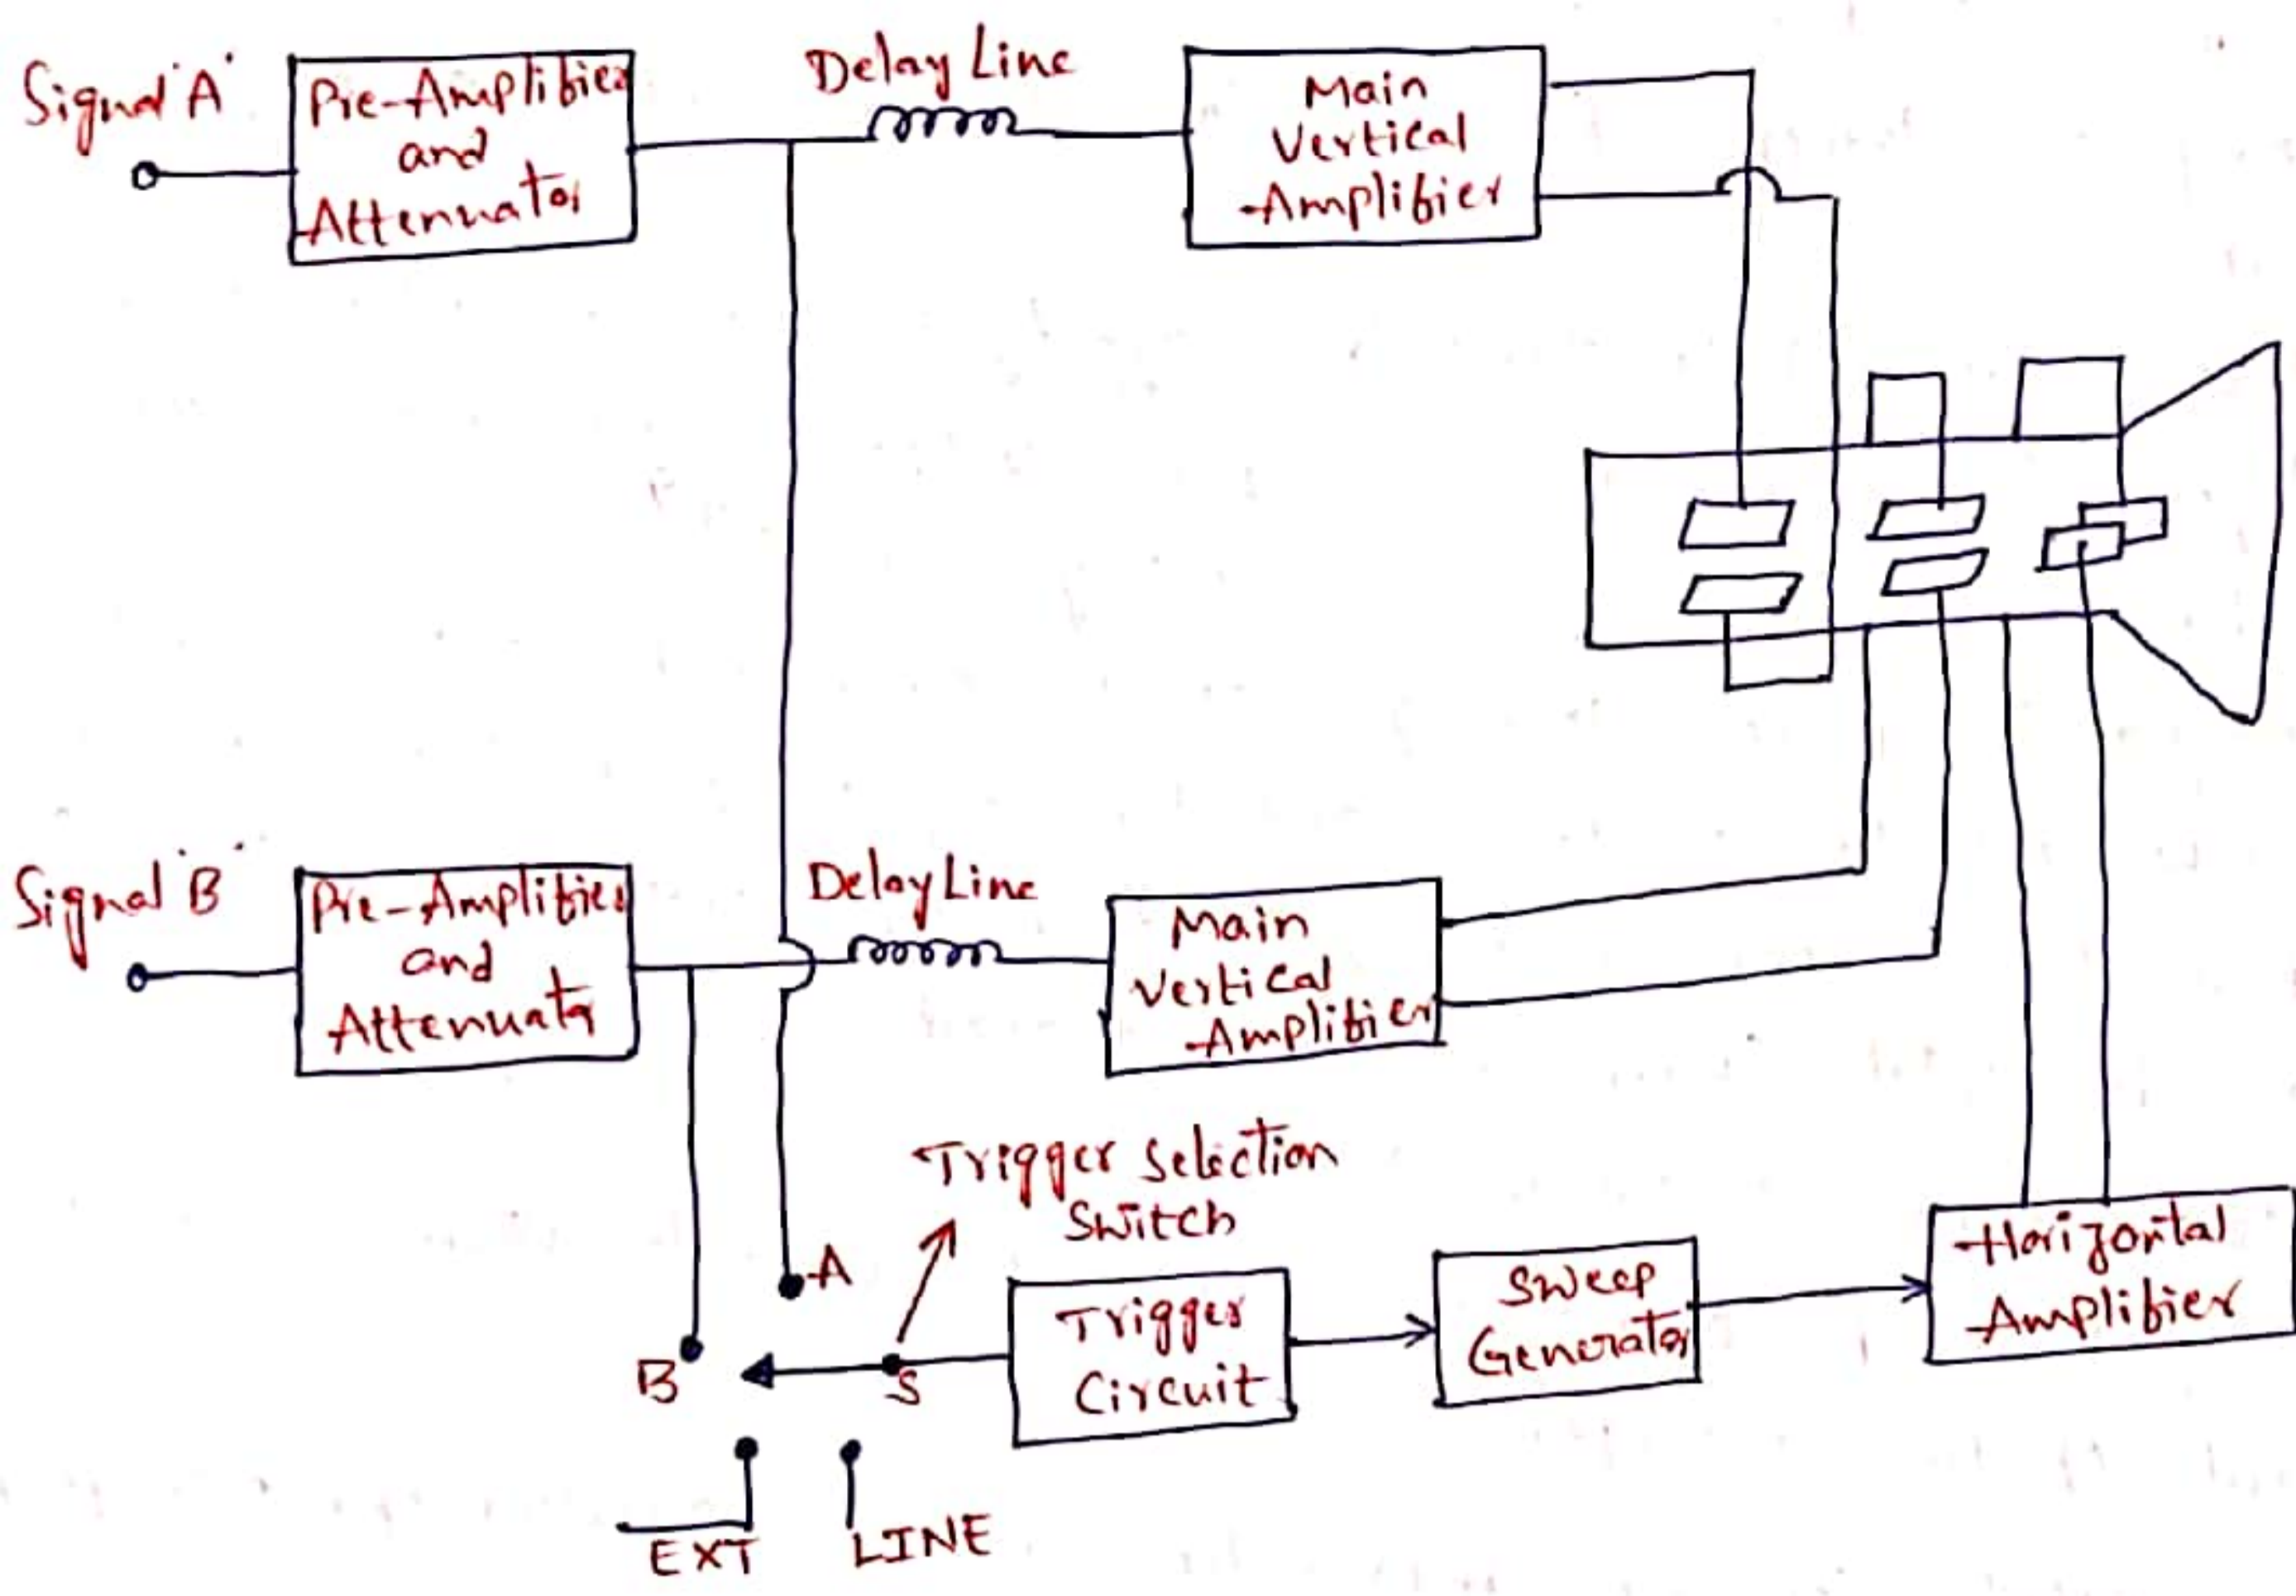 Signal 'A'
Pre-Amplifier
and
Attenuator
Delay Line
Main
Vertical
Amplifier
Signal 'B'
Pre-Amplifier
and
Attenuator
Delay Line
Main
Vertical
Amplifier
Trigger Selection
Switch
A
B
S
Trigger
Circuit
Sweep
Generator
Horizontal
Amplifier
EXT
LINE